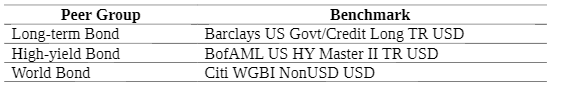 Peer Group Benchmark
Long-term Bond Barclays US Govt/Credit Long TR USD
High-yield Bond BofAML US HY Master II TR USD
World Bond Citi WGBI NonUSD USD